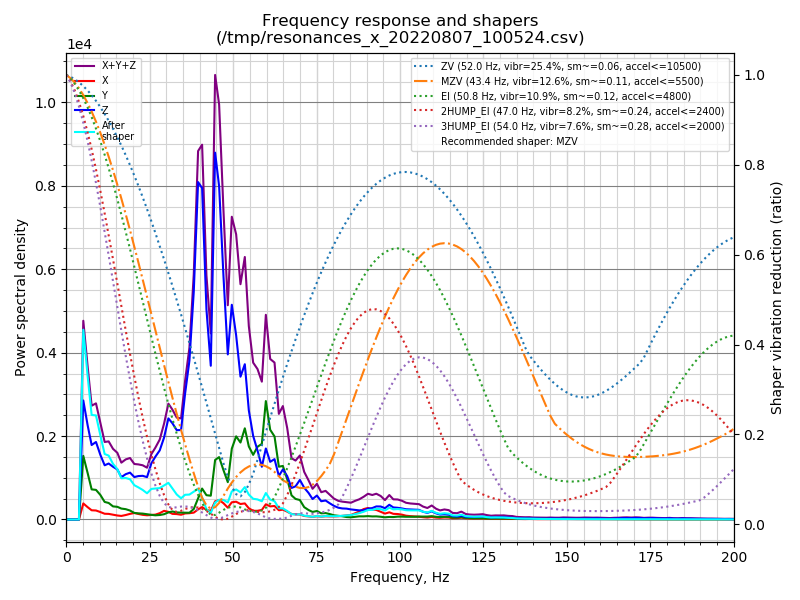 Frequency response and shapers
(/tmp/resonances_x_20220807_100524.csv)
1e4
X+Y+Z
X
Y
Z
After
shaper
ZV (52.0 Hz, vibr=25.4%, sm~=0.06, accel<=10500)
MZV (43.4 Hz, vibr=12.6%, sm~=0.11, accel<=5500)
EI (50.8 Hz, vibr=10.9%, sm~=0.12, accel<=4800)
2HUMP_EI (47.0 Hz, vibr=8.2%, sm~=0.24, accel<=2400)
3HUMP_EI (54.0 Hz, vibr=7.6%, sm~=0.28, accel<=2000)
Recommended shaper: MZV
Power spectral density
1.0
0.8
0.6
0.4
0.2
0.0
Shaper vibration reduction (ratio)
1.0
0.8
0.6
0.4
0.2
0.0
0 25 50 75 100 125 150 175 200
Frequency, Hz